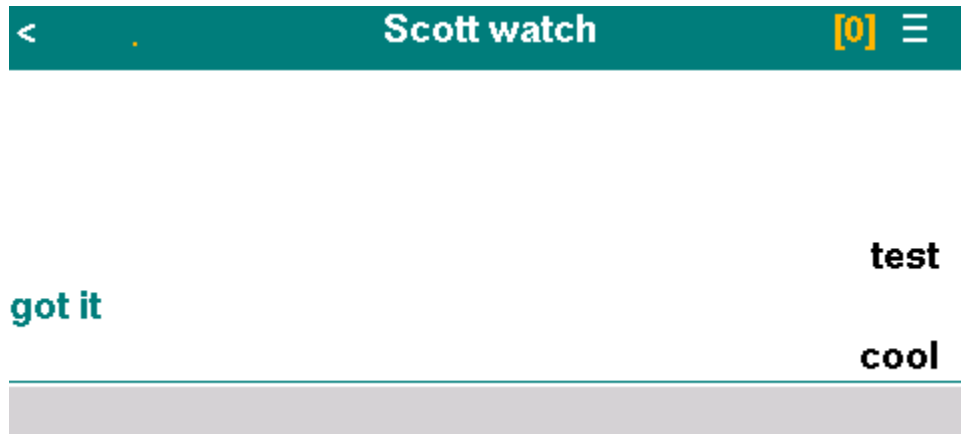 < . Scott watch [0] ☰
test
got it
cool